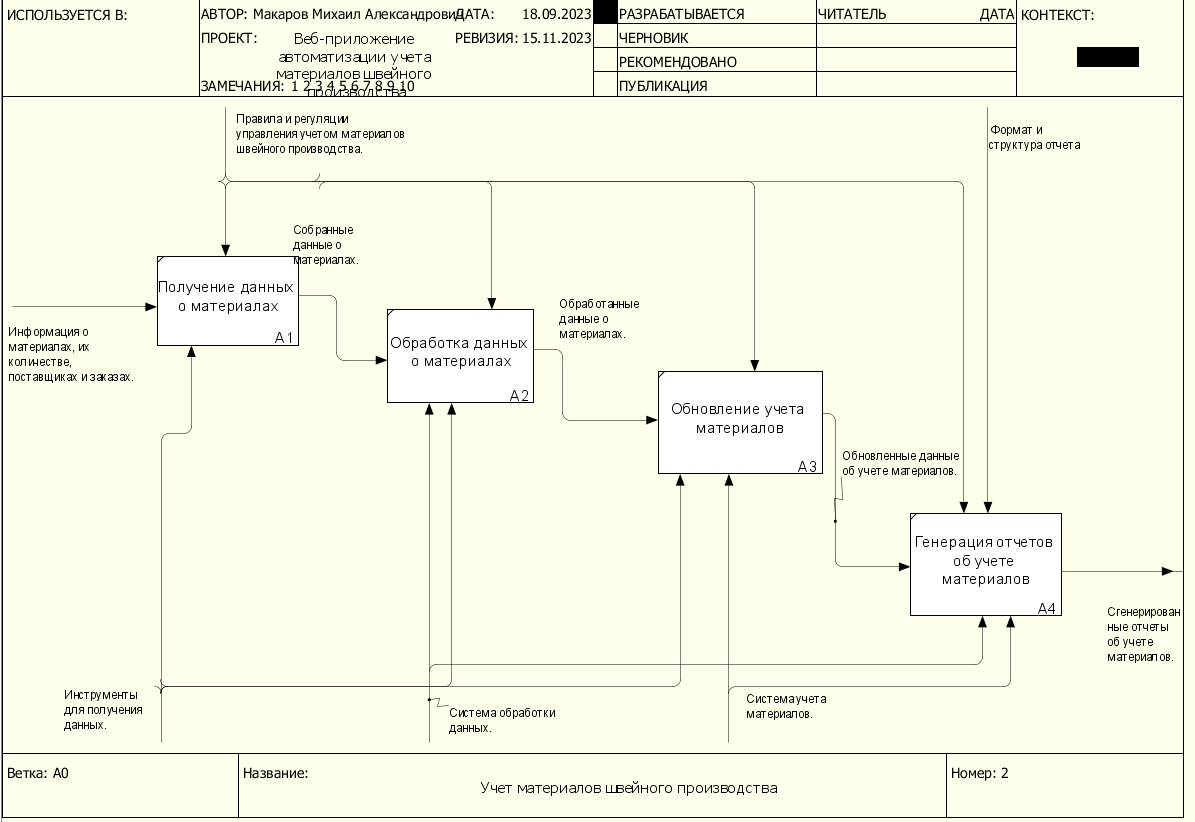 ИСПОЛЬЗУЕТСЯ В:
АВТОР: Макаров Михаил Александрович
ДАТА: 18.09.2023
РАЗРАБАТЫВАЕТСЯ
ЧИТАТЕЛЬ
ДАТА
КОНТЕКСТ:
ПРОЕКТ: Веб-приложение
автоматизации учета
материалов швейного
производства
РЕВИЗИЯ: 15.11.2023
ЧЕРНОВИК
РЕКОМЕНДОВАНО
ЗАМЕЧАНИЯ: 1 2 3 4 5 6 7 8 9 10
ПУБЛИКАЦИЯ
Правила и регуляции
управления учетом материалов
швейного производства.
Формат и
структура отчета
Собранные
данные о
материалах.
Получение данных
о материалах
A1
Информация о
материалах, их
количестве,
поставщиках и заказах.
Обработанные
данные о
материалах.
Обработка данных
о материалах
A2
Обновление учета
материалов
A3
Обновленные данные
об учете материалов.
Генерация отчетов
об учете
материалов
A4
Сгенерирован
ные отчеты
об учете
материалов.
Инструменты
для получения
данных.
Система обработки
данных.
Система учета
материалов.
Ветка: A0
Название:
Учет материалов швейного производства
Номер: 2